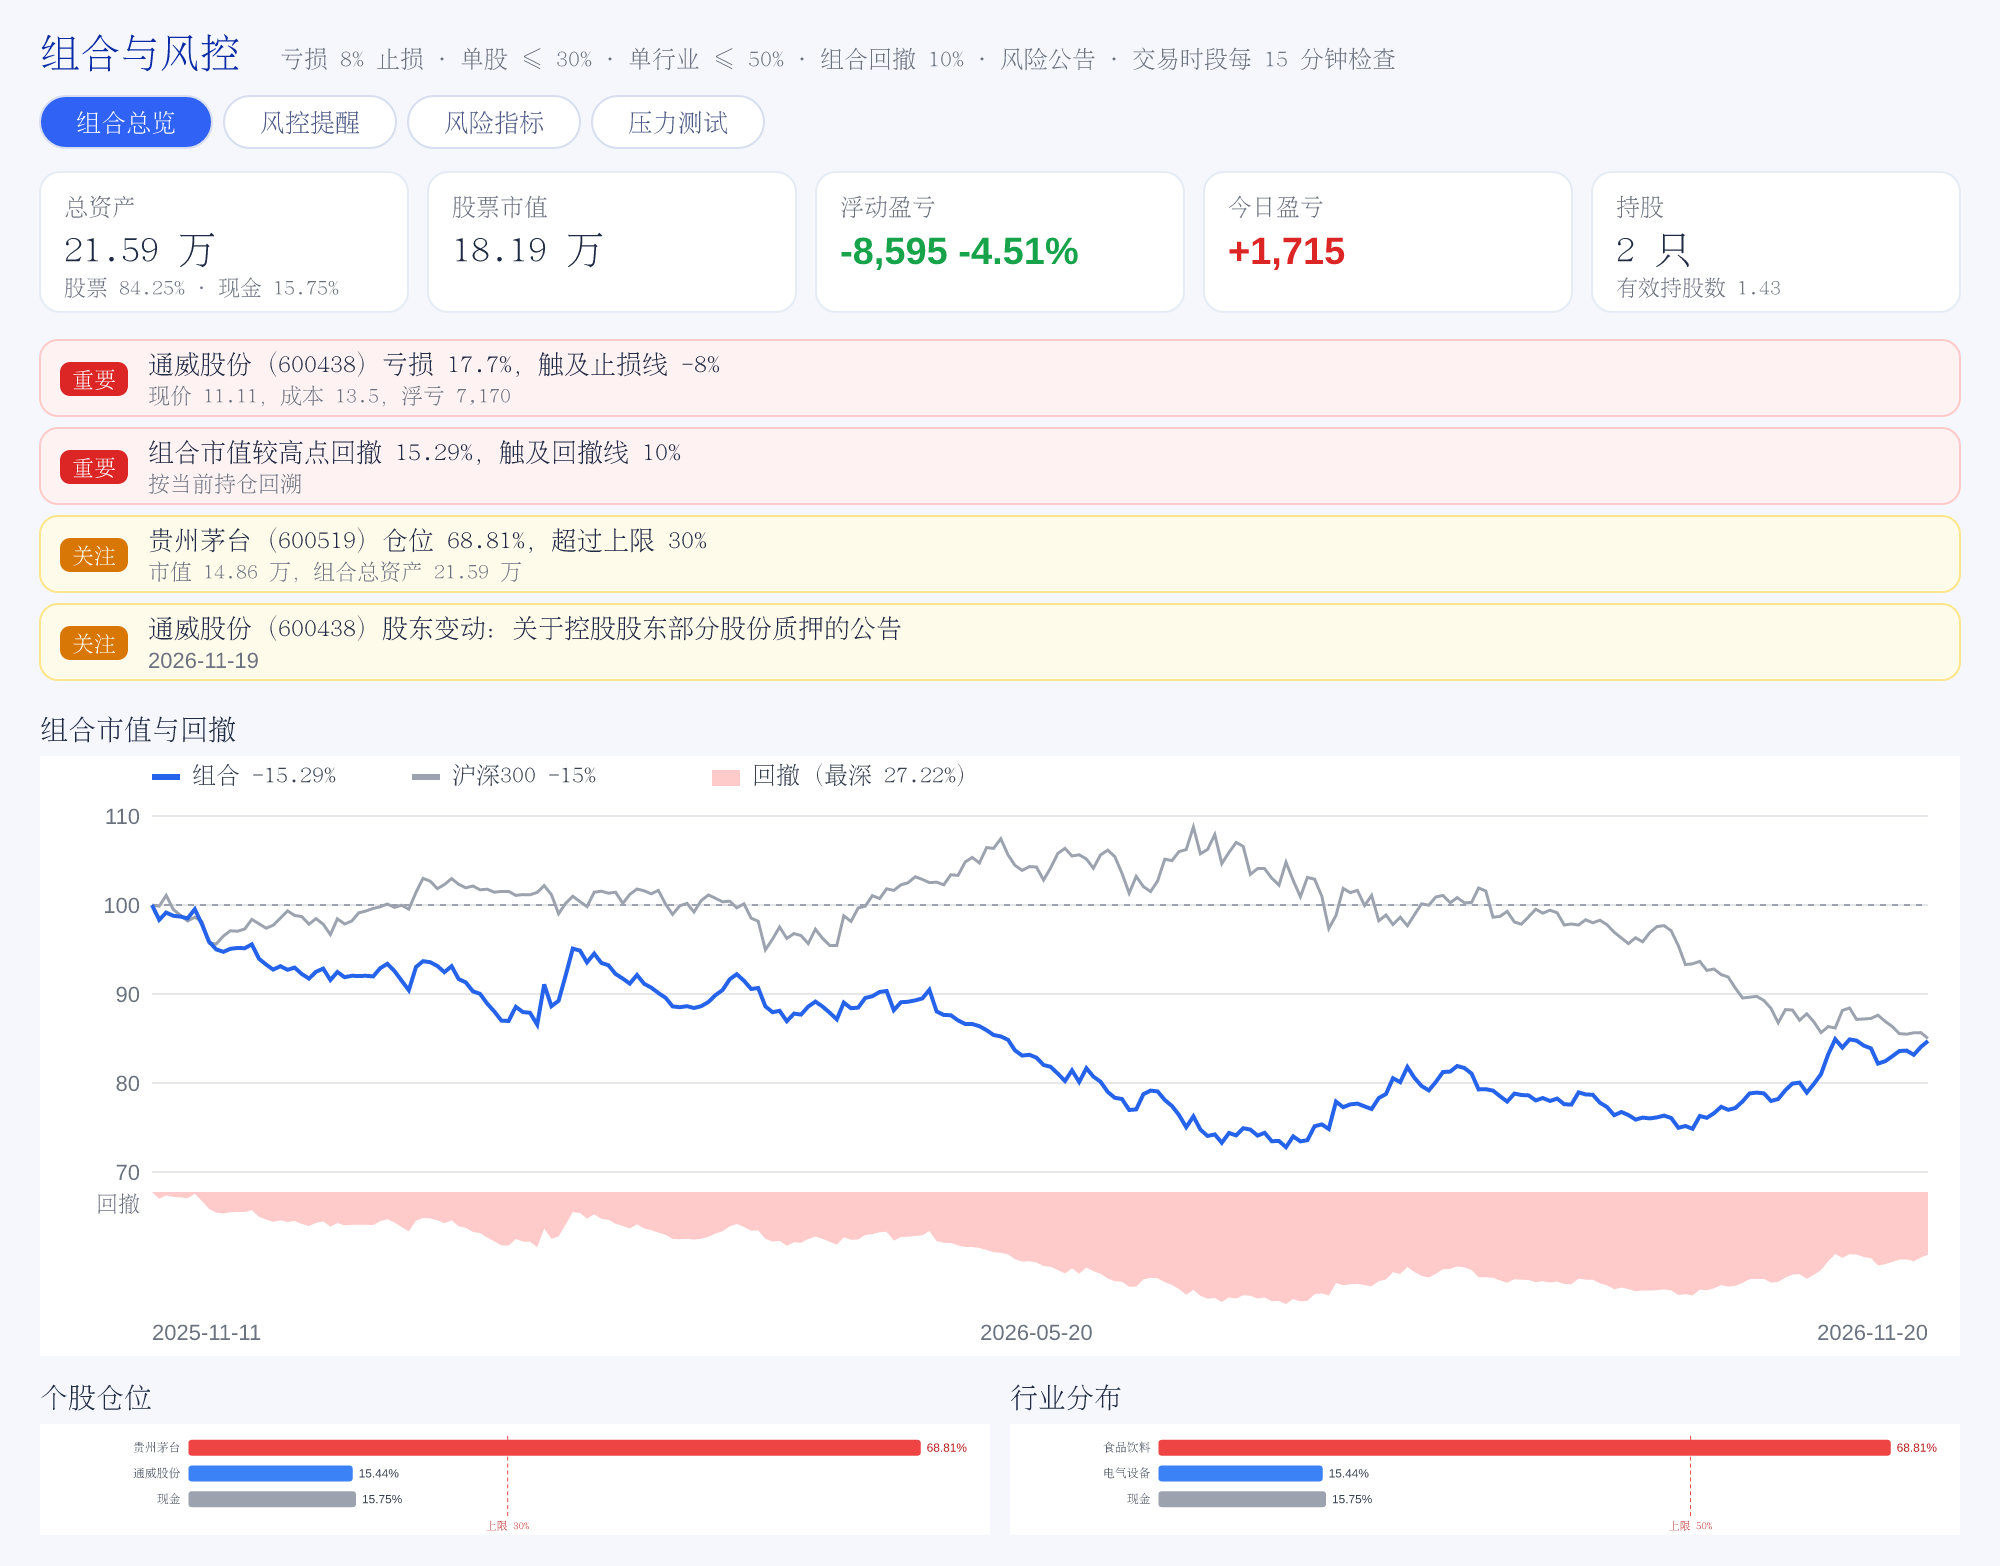 组合与风控 亏损 8% 止损 · 单股 ≤ 30% · 单行业 ≤ 50% · 组合回撤 10% · 风险公告 · 交易时段每 15 分钟检查
组合总览 风控提醒 风险指标 压力测试
总资产
21.59 万
股票 84.25% · 现金 15.75%
股票市值
18.19 万
浮动盈亏
-8,595 -4.51%
今日盈亏
+1,715
持股
2 只
有效持股数 1.43
重要
通威股份（600438）亏损 17.7%，触及止损线 -8%
现价 11.11，成本 13.5，浮亏 7,170
重要
组合市值较高点回撤 15.29%，触及回撤线 10%
按当前持仓回溯
关注
贵州茅台（600519）仓位 68.81%，超过上限 30%
市值 14.86 万，组合总资产 21.59 万
关注
通威股份（600438）股东变动：关于控股股东部分股份质押的公告
2026-11-19
组合市值与回撤
组合 -15.29% 沪深300 -15% 回撤（最深 27.22%）
110
100
90
80
70
回撤
2025-11-11 2026-05-20 2026-11-20
个股仓位
贵州茅台 68.81%
通威股份 15.44%
现金 15.75%
上限 30%
行业分布
食品饮料 68.81%
电气设备 15.44%
现金 15.75%
上限 50%